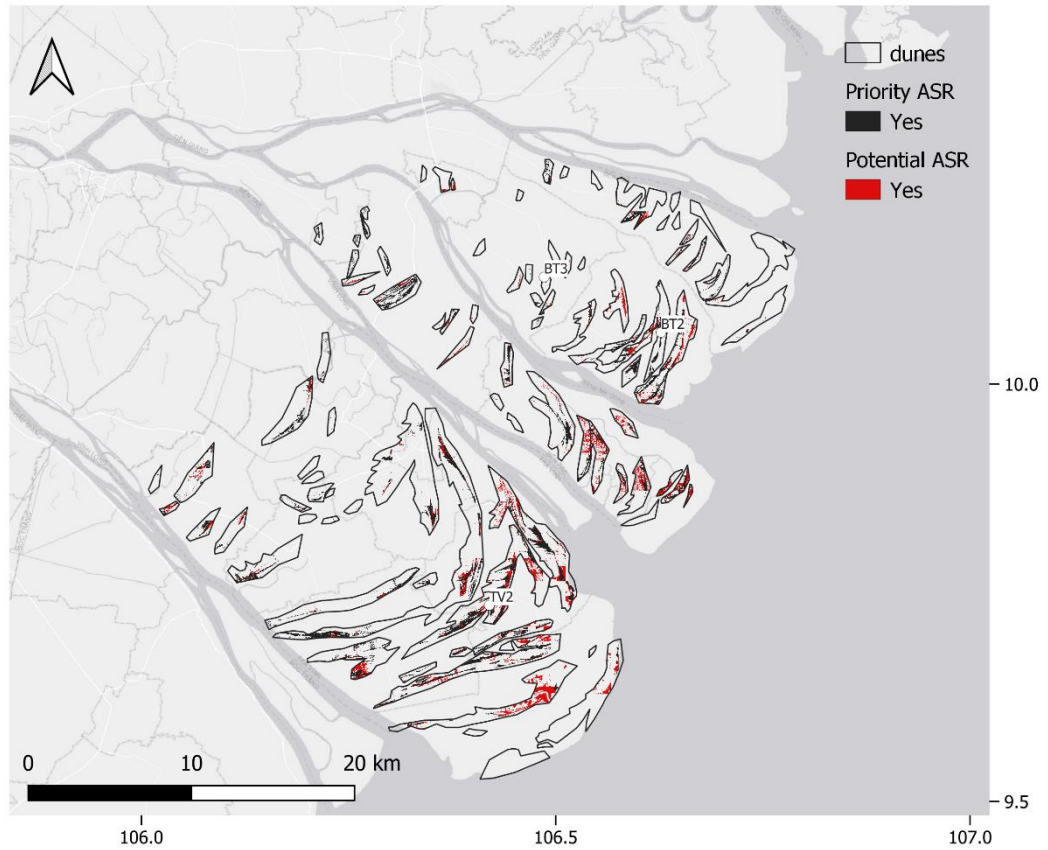 dunes
Priority ASR
Yes
Potential ASR
Yes
BT3
BT2
10.0
TV2
0 10 20 km
9.5
106.0 106.5 107.0